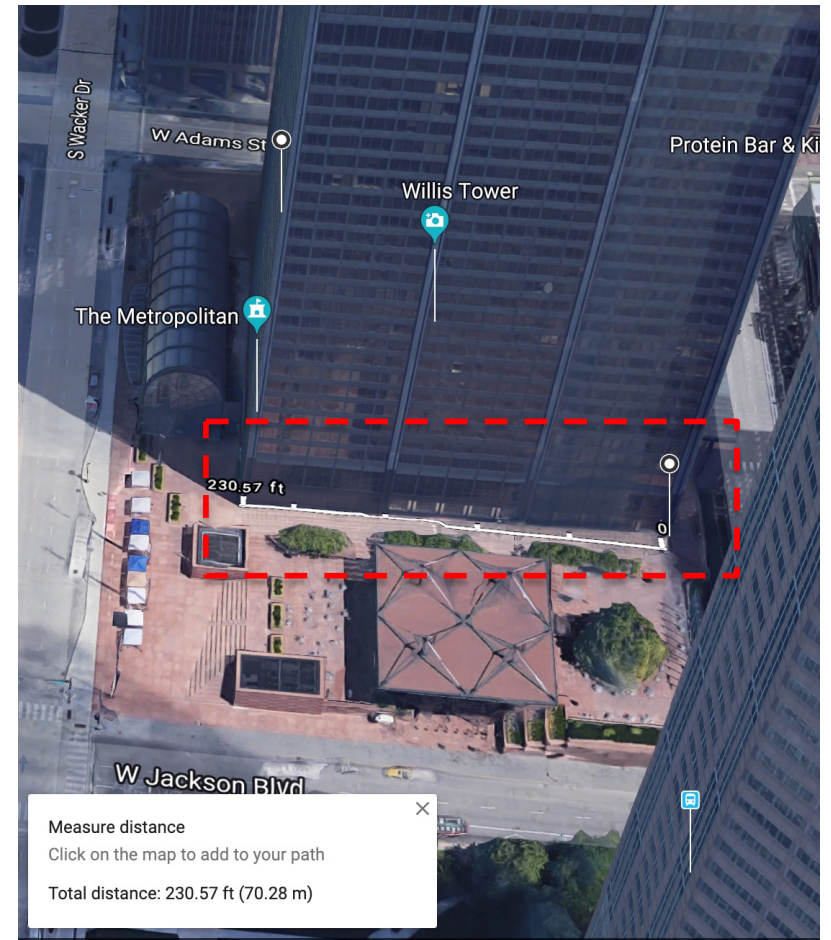 S Wacker Dr
W Adams St
Protein Bar & Ki
Willis Tower
The Metropolitan
230.57 ft
0
W Jackson Blvd
Measure distance
Click on the map to add to your path
Total distance: 230.57 ft (70.28 m)